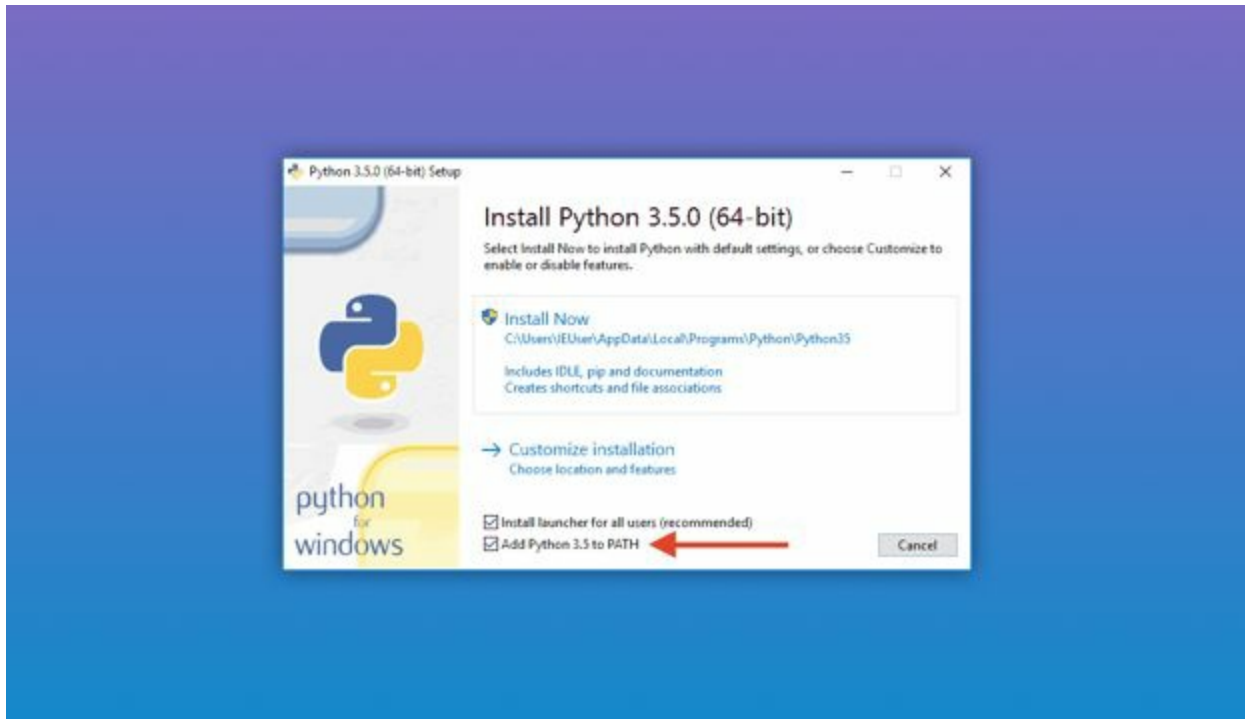 Python 3.5.0 (64-bit) Setup
Install Python 3.5.0 (64-bit)
Select Install Now to install Python with default settings, or choose Customize to
enable or disable features.
Install Now
C:\Users\IEUser\AppData\Local\Programs\Python\Python35
Includes IDLE, pip and documentation
Creates shortcuts and file associations
Customize installation
Choose location and features
python
for
windows
Install launcher for all users (recommended)
Add Python 3.5 to PATH
Cancel